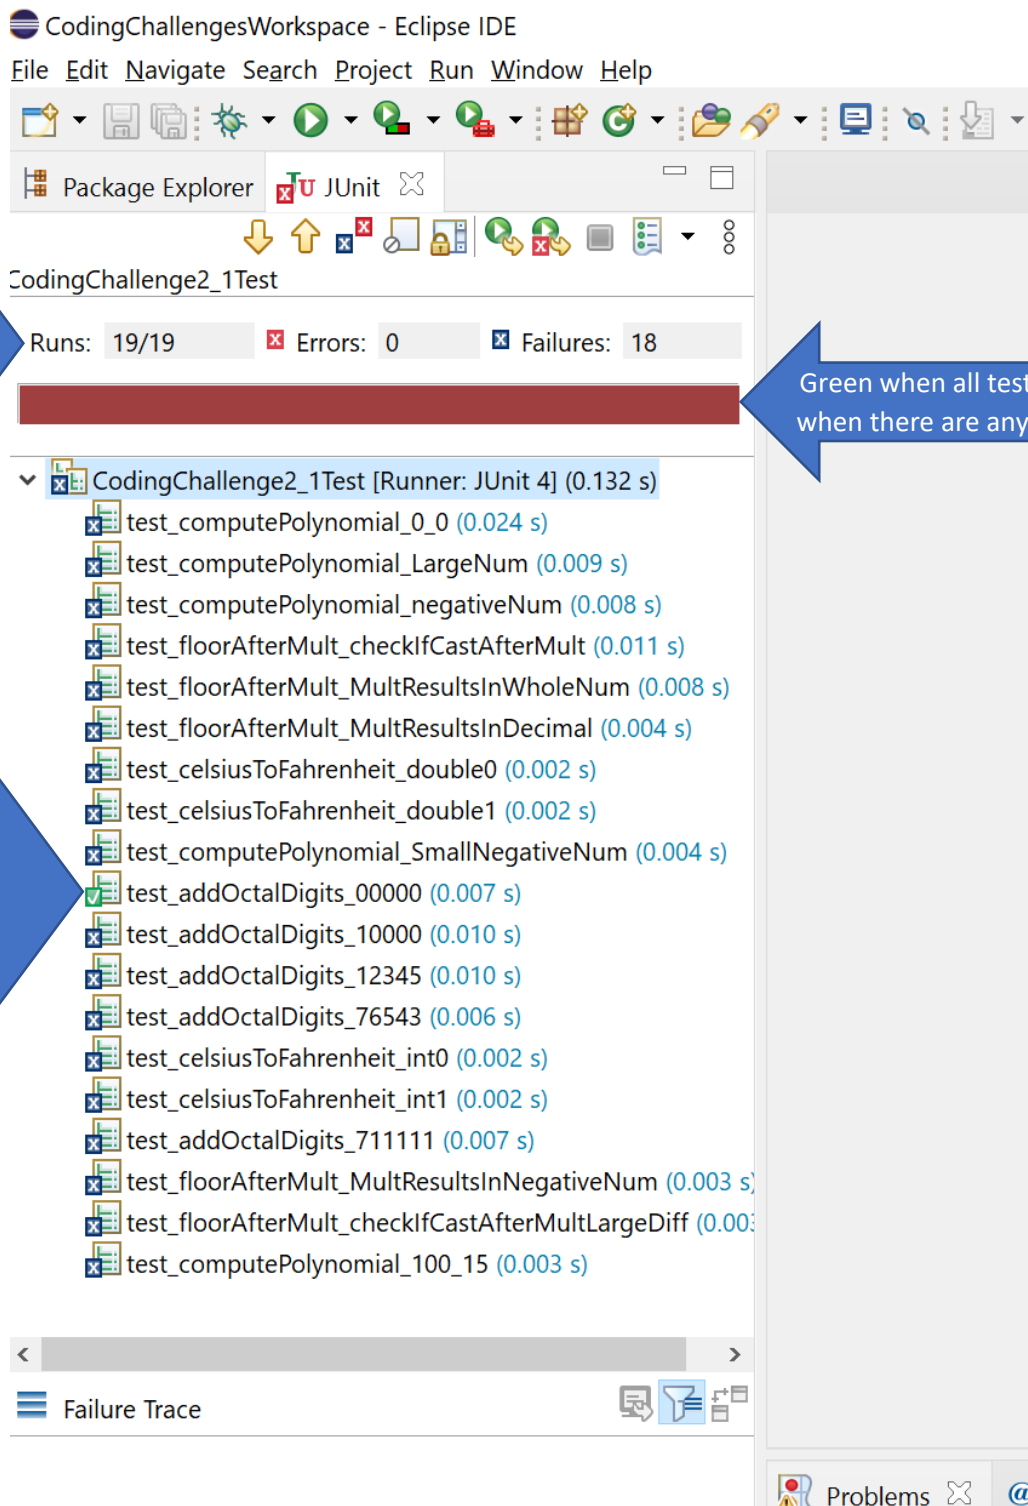 CodingChallengesWorkspace - Eclipse IDE
File Edit Navigate Search Project Run Window Help
Package Explorer JUnit
CodingChallenge2_1Test
Runs: 19/19 Errors: 0 Failures: 18
Green when all test
when there are any
CodingChallenge2_1Test [Runner: JUnit 4] (0.132 s)
test_computePolynomial_0_0 (0.024 s)
test_computePolynomial_LargeNum (0.009 s)
test_computePolynomial_negativeNum (0.008 s)
test_floorAfterMult_checkIfCastAfterMult (0.011 s)
test_floorAfterMult_MultResultsInWholeNum (0.008 s)
test_floorAfterMult_MultResultsInDecimal (0.004 s)
test_celsiusToFahrenheit_double0 (0.002 s)
test_celsiusToFahrenheit_double1 (0.002 s)
test_computePolynomial_SmallNegativeNum (0.004 s)
test_addOctalDigits_00000 (0.007 s)
test_addOctalDigits_10000 (0.010 s)
test_addOctalDigits_12345 (0.010 s)
test_addOctalDigits_76543 (0.006 s)
test_celsiusToFahrenheit_int0 (0.002 s)
test_celsiusToFahrenheit_int1 (0.002 s)
test_addOctalDigits_711111 (0.007 s)
test_floorAfterMult_MultResultsInNegativeNum (0.003 s)
test_floorAfterMult_checkIfCastAfterMultLargeDiff (0.003
test_computePolynomial_100_15 (0.003 s)
Failure Trace
Problems @